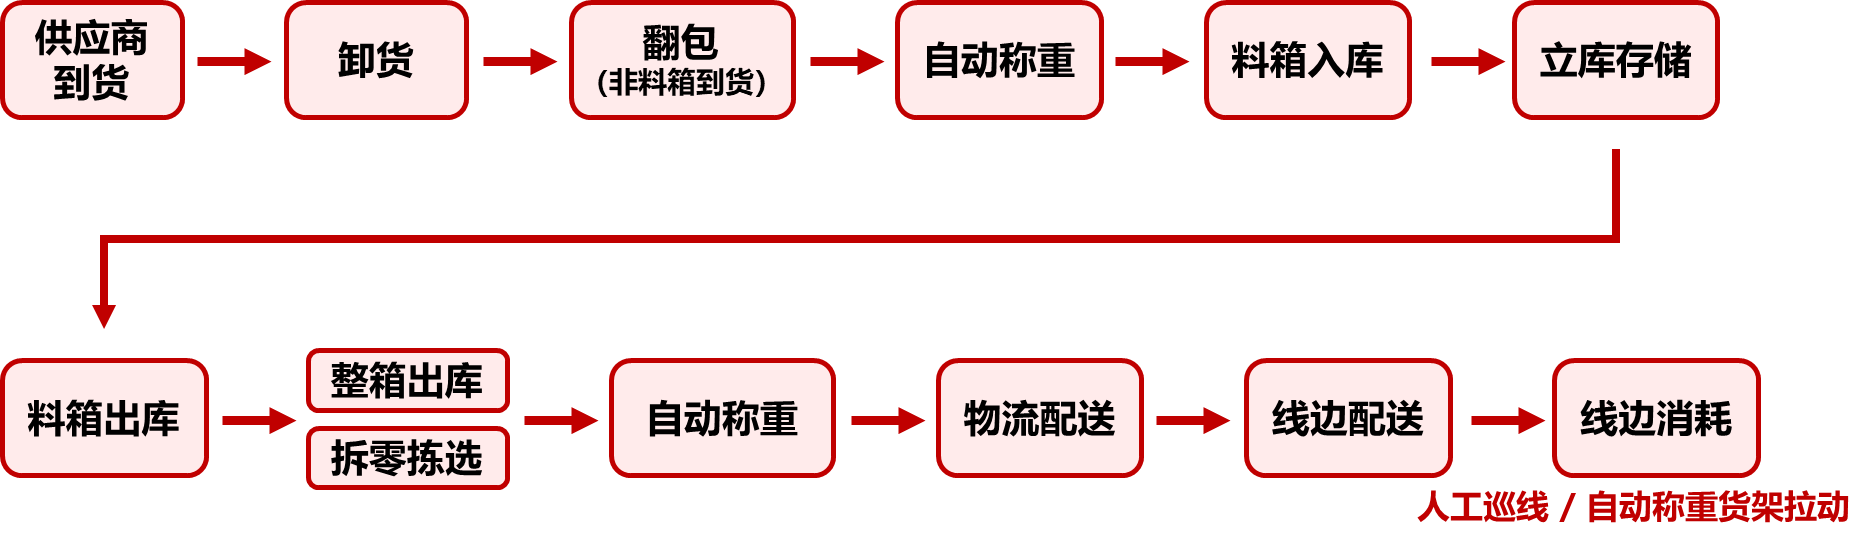 供应商
到货
卸货
翻包
(非料箱到货)
自动称重
料箱入库
立库存储
料箱出库
整箱出库
拆零拣选
自动称重
物流配送
线边配送
线边消耗
人工巡线 / 自动称重货架拉动